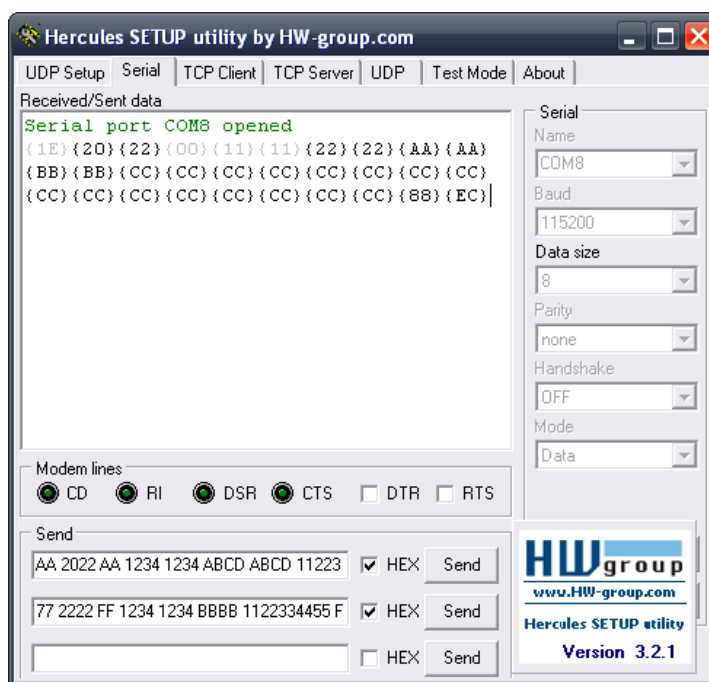 Hercules SETUP utility by HW-group.com
UDP Setup Serial TCP Client TCP Server UDP Test Mode About
Received/Sent data
Serial port COM8 opened
{1E}{20}{22}{00}{11}{11}{22}{22}{AA}{AA}
{BB}{BB}{CC}{CC}{CC}{CC}{CC}{CC}{CC}{CC}
{CC}{CC}{CC}{CC}{CC}{CC}{CC}{CC}{88}{EC}
Serial
Name
COM8
Baud
115200
Data size
8
Parity
none
Handshake
OFF
Mode
Data
Modem lines
CD RI DSR CTS DTR RTS
Send
AA 2022 AA 1234 1234 ABCD ABCD 11223 HEX Send
77 2222 FF 1234 1234 BBBB 1122334455 F HEX Send
HEX Send
HWgroup
www.HW-group.com
Hercules SETUP utility
Version 3.2.1